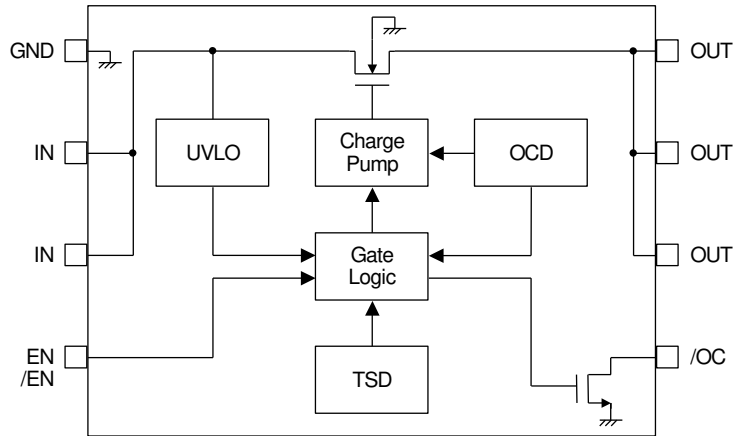 GND
OUT
IN
UVLO
Charge
Pump
OCD
OUT
IN
Gate
Logic
OUT
EN
/EN
TSD
/OC